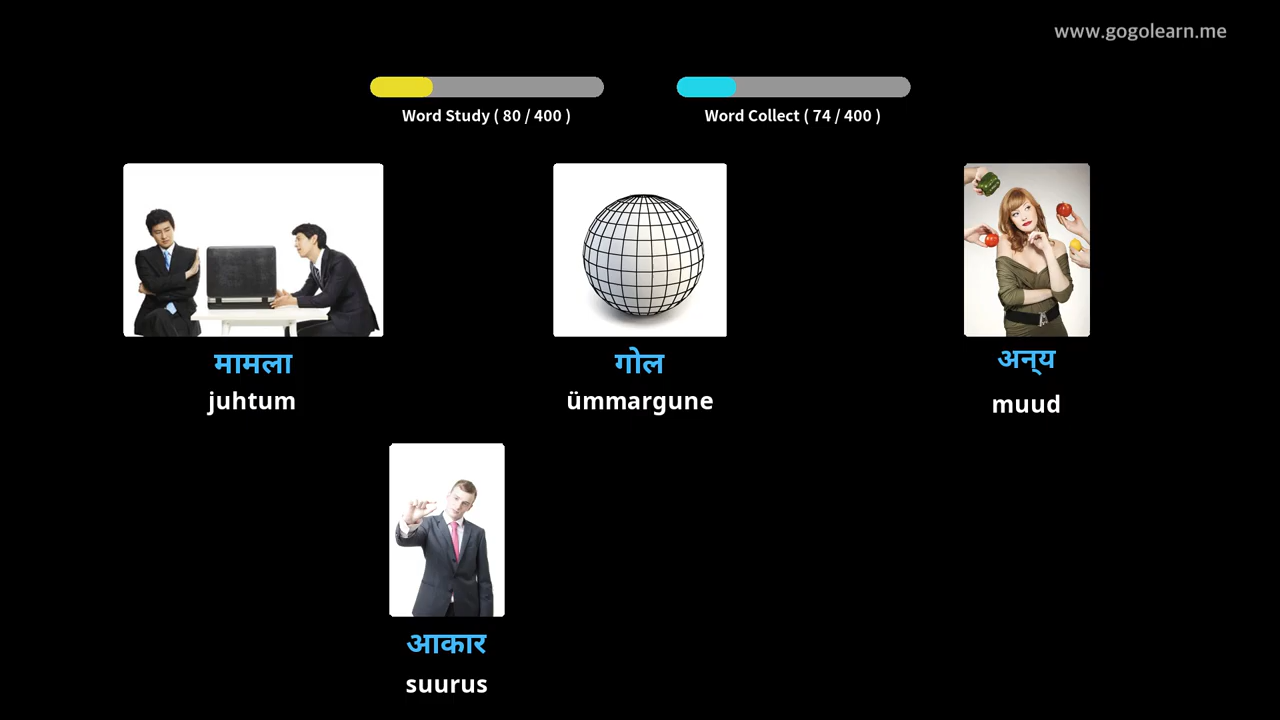 www.gogolearn.me
Word Study ( 80 / 400 )
Word Collect ( 74 / 400 )
मामला
juhtum
गोल
ümmargune
अन्य
muud
आकार
suurus